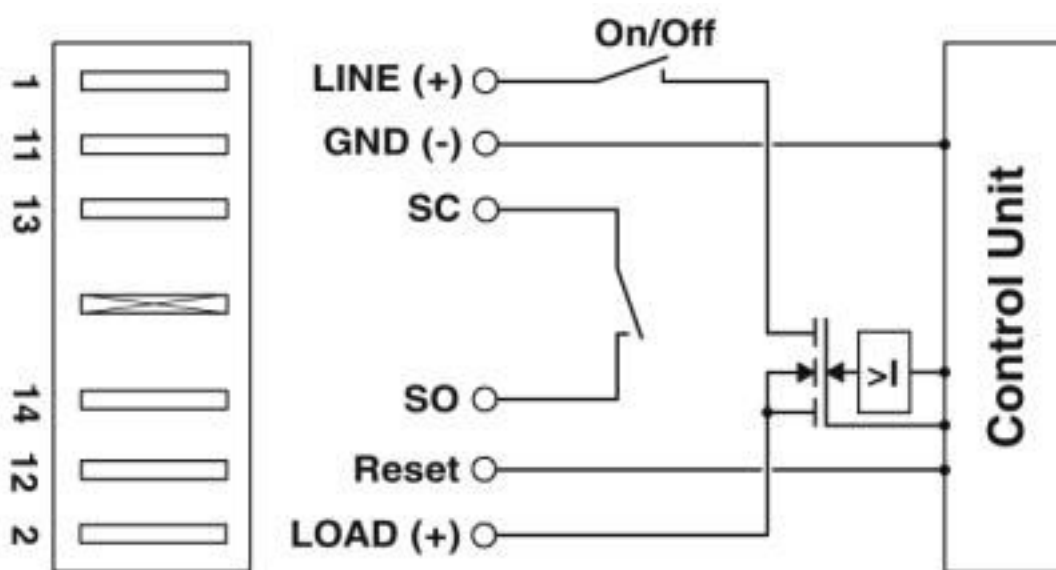 On/Off
1
LINE (+)
11
GND (-)
13
SC
14
SO
12
Reset
2
LOAD (+)
>I
Control Unit